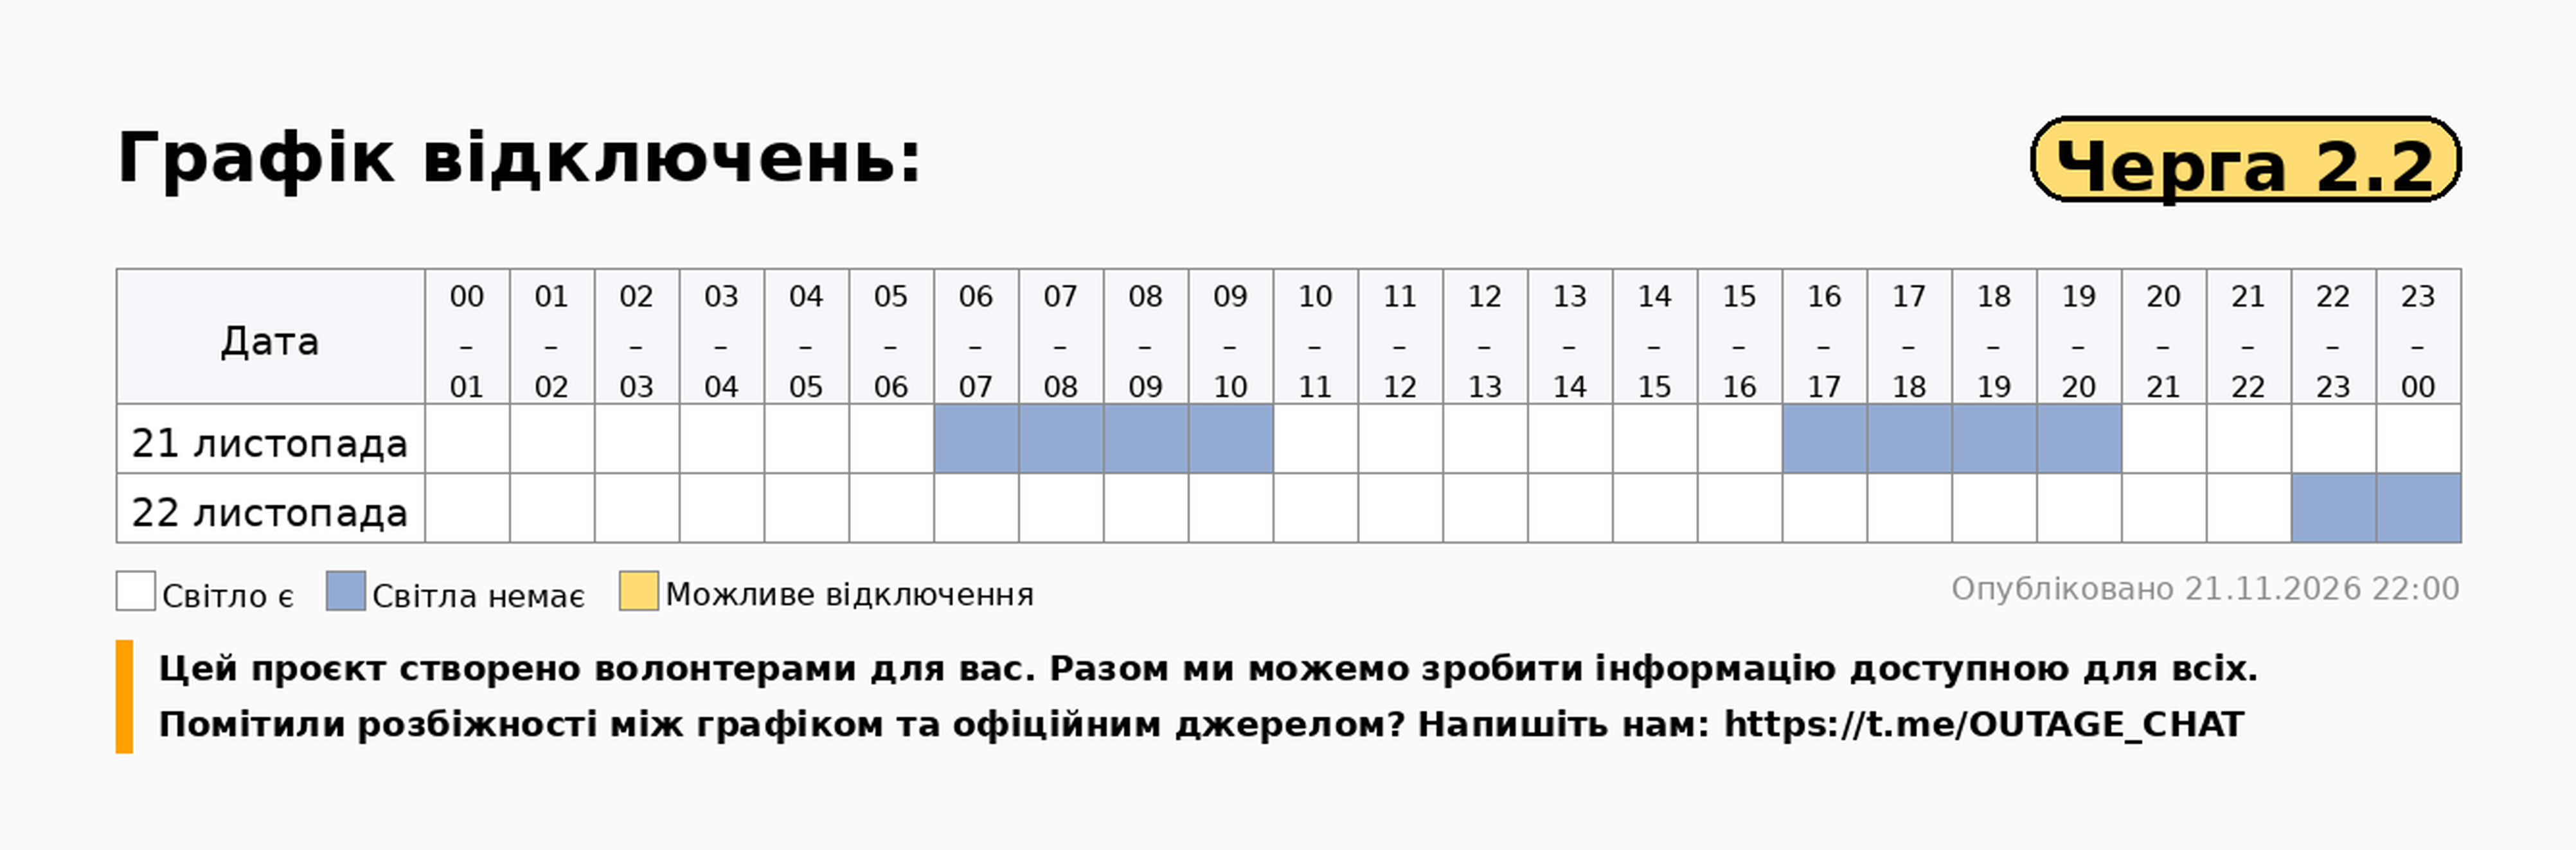 Графік відключень:
Черга 2.2
Дата 00 – 01 01 – 02 02 – 03 03 – 04 04 – 05 05 – 06 06 – 07 07 – 08 08 – 09 09 – 10 10 – 11 11 – 12 12 – 13 13 – 14 14 – 15 15 – 16 16 – 17 17 – 18 18 – 19 19 – 20 20 – 21 21 – 22 22 – 23 23 – 00
21 листопада
22 листопада
Світло є Світла немає Можливе відключення
Опубліковано 21.11.2026 22:00
Цей проєкт створено волонтерами для вас. Разом ми можемо зробити інформацію доступною для всіх.
Помітили розбіжності між графіком та офіційним джерелом? Напишіть нам: https://t.me/OUTAGE_CHAT